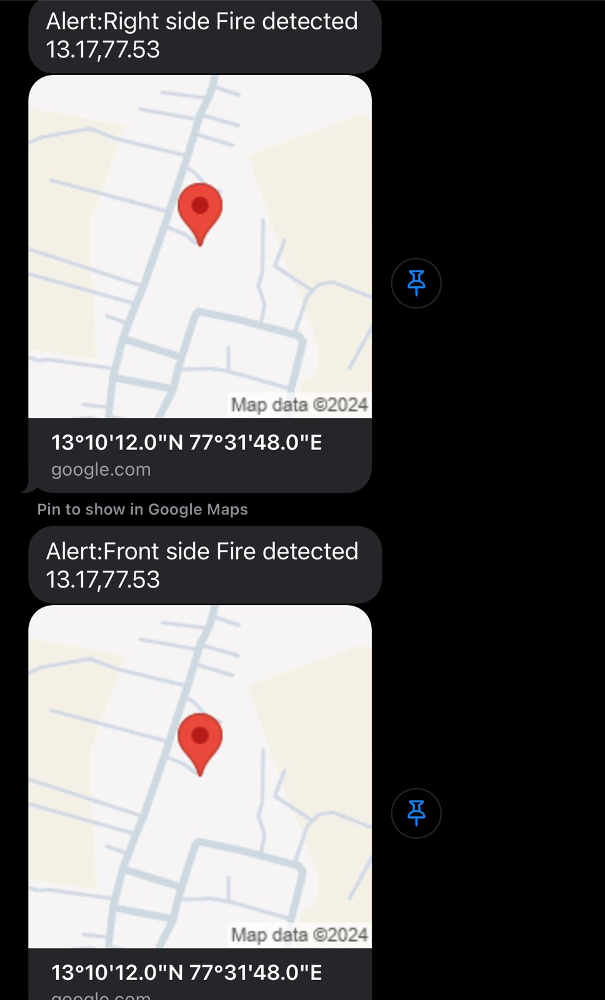 Alert:Right side Fire detected
13.17,77.53
Map data ©2024
13°10'12.0"N 77°31'48.0"E
google.com
Pin to show in Google Maps
Alert:Front side Fire detected
13.17,77.53
Map data ©2024
13°10'12.0"N 77°31'48.0"E
google.com